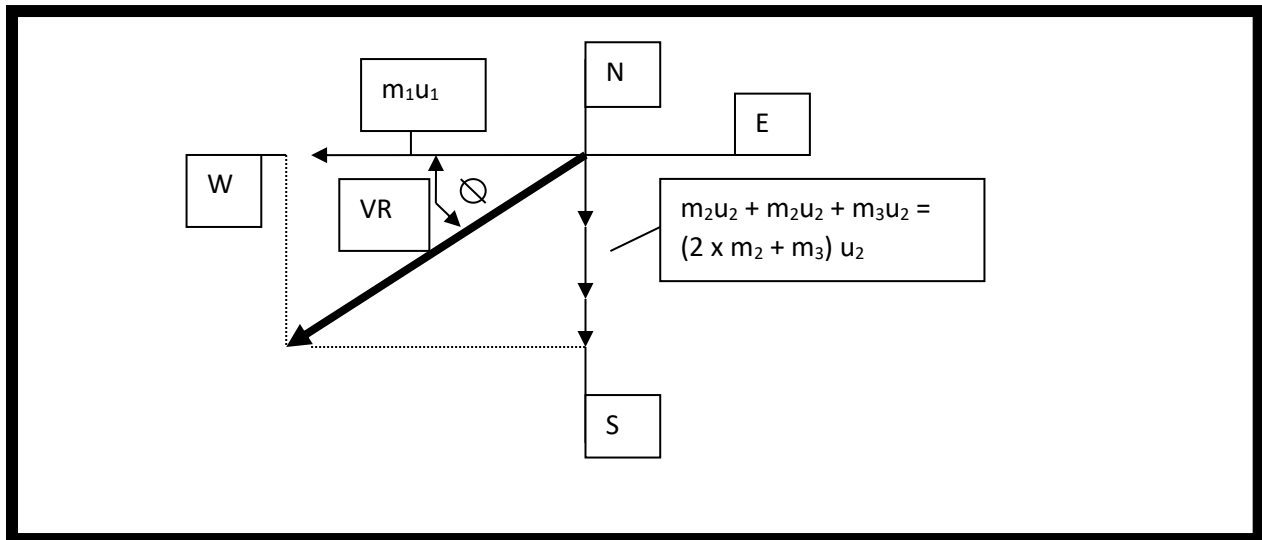 N
m₁u₁
E
W
VR
∅
m₂u₂ + m₂u₂ + m₃u₂ =
(2 x m₂ + m₃) u₂
S